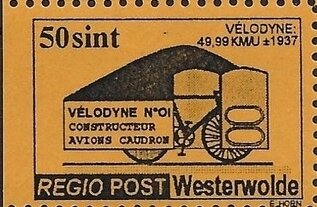 50sint
VÉLODYNE:
49,99 KM/U ±1937
VÉLODYNE N°01
CONSTRUCTEUR
AVIONS CAUDRON
REGIO POST Westerwolde
E.HORN